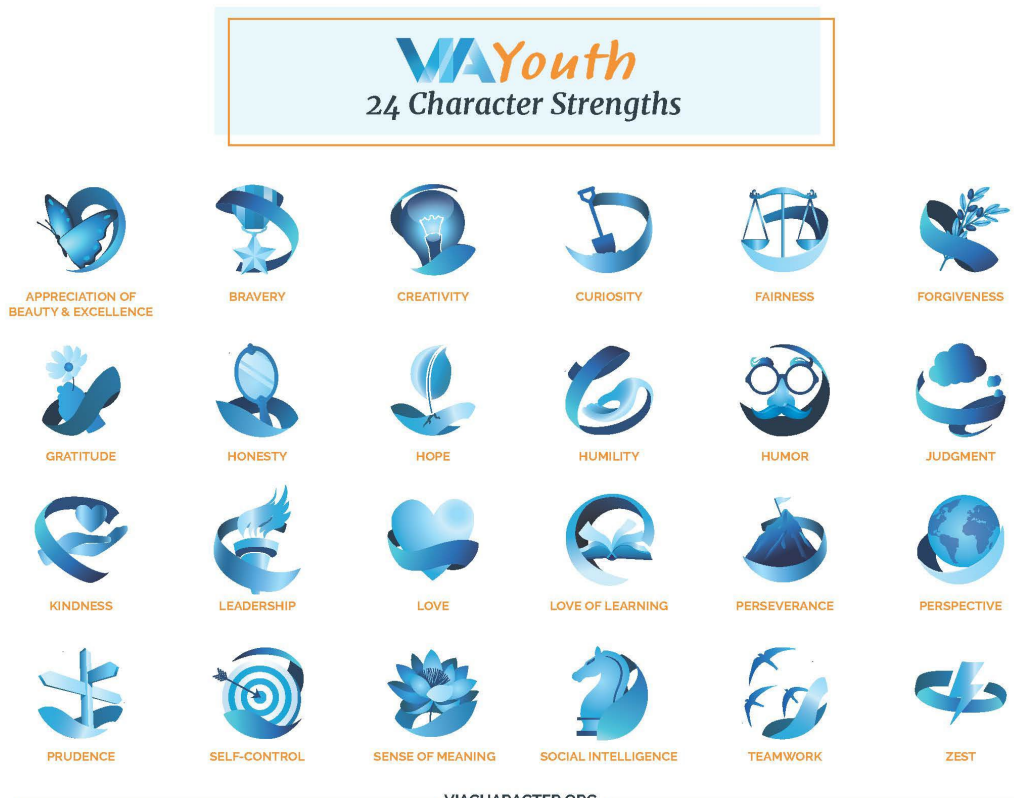 VIA Youth
24 Character Strengths
APPRECIATION OF
BEAUTY & EXCELLENCE
BRAVERY
CREATIVITY
CURIOSITY
FAIRNESS
FORGIVENESS
GRATITUDE
HONESTY
HOPE
HUMILITY
HUMOR
JUDGMENT
KINDNESS
LEADERSHIP
LOVE
LOVE OF LEARNING
PERSEVERANCE
PERSPECTIVE
PRUDENCE
SELF-CONTROL
SENSE OF MEANING
SOCIAL INTELLIGENCE
TEAMWORK
ZEST
VIACHARACTER.ORG